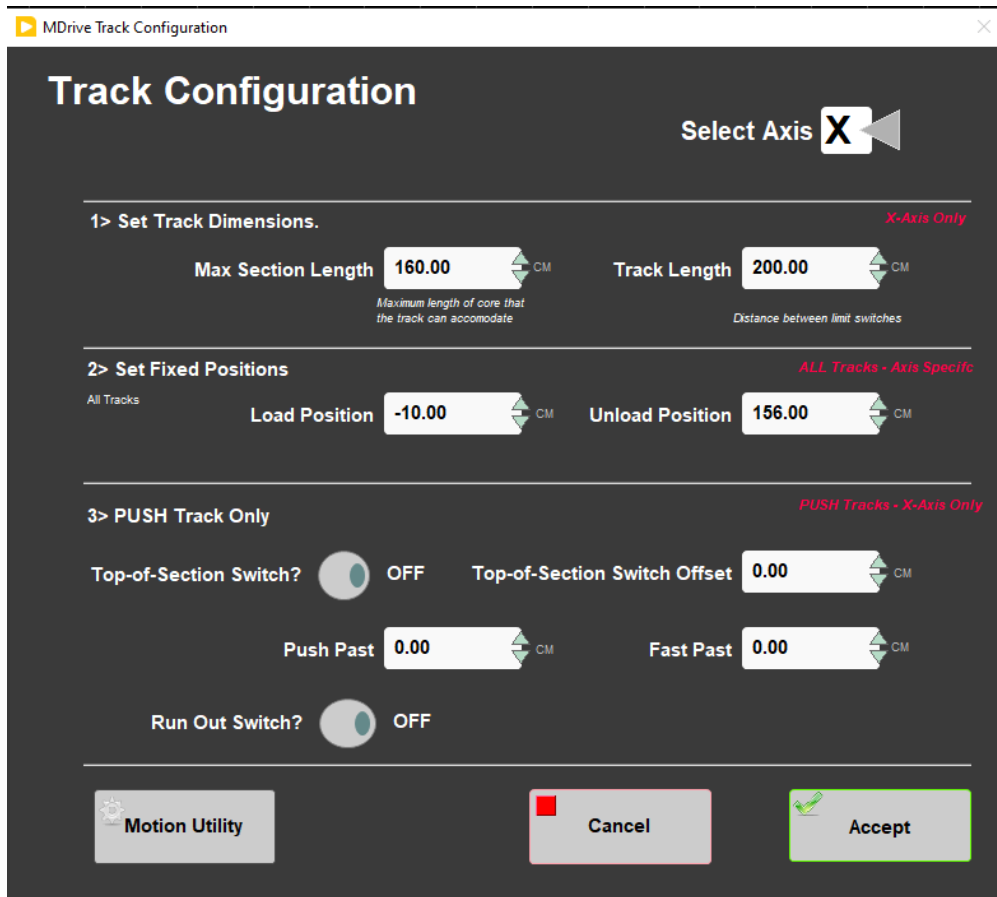 MDrive Track Configuration
Track Configuration
Select Axis X
1> Set Track Dimensions.
X-Axis Only
Max Section Length 160.00 CM
Track Length 200.00 CM
Maximum length of core that
the track can accomodate
Distance between limit switches
2> Set Fixed Positions
ALL Tracks - Axis Specifc
All Tracks
Load Position -10.00 CM
Unload Position 156.00 CM
3> PUSH Track Only
PUSH Tracks - X-Axis Only
Top-of-Section Switch? OFF
Top-of-Section Switch Offset 0.00 CM
Push Past 0.00 CM
Fast Past 0.00 CM
Run Out Switch? OFF
Motion Utility
Cancel
Accept